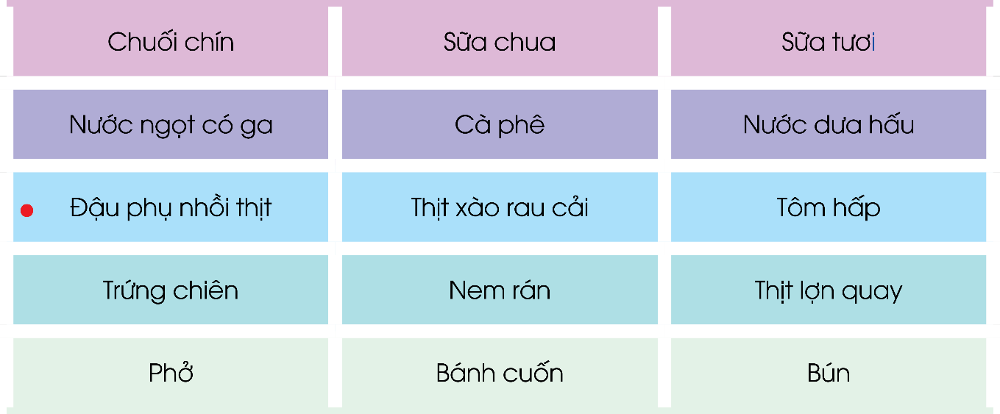 Chuối chín Sữa chua Sữa tươi
Nước ngọt có ga Cà phê Nước dưa hấu
Đậu phụ nhồi thịt Thịt xào rau cải Tôm hấp
Trứng chiên Nem rán Thịt lợn quay
Phở Bánh cuốn Bún